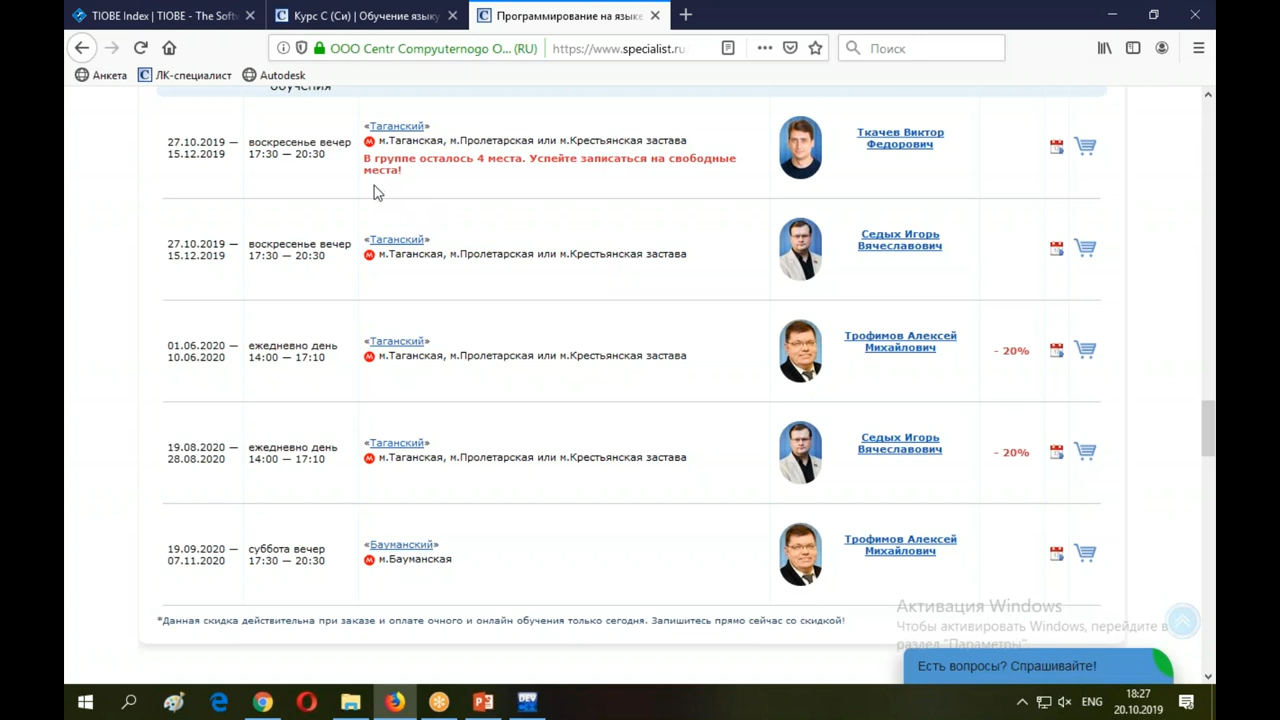 TIOBE Index | TIOBE - The Softw
Курс C (Си) | Обучение языку
Программирование на языке
ООО Centr Compyuternogo O... (RU)
https://www.specialist.ru
Поиск
Анкета
ЛК-специалист
Autodesk
обучения
27.10.2019 — воскресенье вечер «Таганский»
15.12.2019 17:30 — 20:30 м.Таганская, м.Пролетарская или м.Крестьянская застава
В группе осталось 4 места. Успейте записаться на свободные
места!
Ткачев Виктор
Федорович
27.10.2019 — воскресенье вечер «Таганский»
15.12.2019 17:30 — 20:30 м.Таганская, м.Пролетарская или м.Крестьянская застава
Седых Игорь
Вячеславович
01.06.2020 — ежедневно день «Таганский»
10.06.2020 14:00 — 17:10 м.Таганская, м.Пролетарская или м.Крестьянская застава
Трофимов Алексей
Михайлович
- 20%
19.08.2020 — ежедневно день «Таганский»
28.08.2020 14:00 — 17:10 м.Таганская, м.Пролетарская или м.Крестьянская застава
Седых Игорь
Вячеславович
- 20%
19.09.2020 — суббота вечер «Бауманский»
07.11.2020 17:30 — 20:30 м.Бауманская
Трофимов Алексей
Михайлович
*Данная скидка действительна при заказе и оплате очного и онлайн обучения только сегодня. Запишитесь прямо сейчас со скидкой!
Активация Windows
Чтобы активировать Windows, перейдите в
раздел "Параметры".
Есть вопросы? Спрашивайте!
DEV
ENG
18:27
20.10.2019